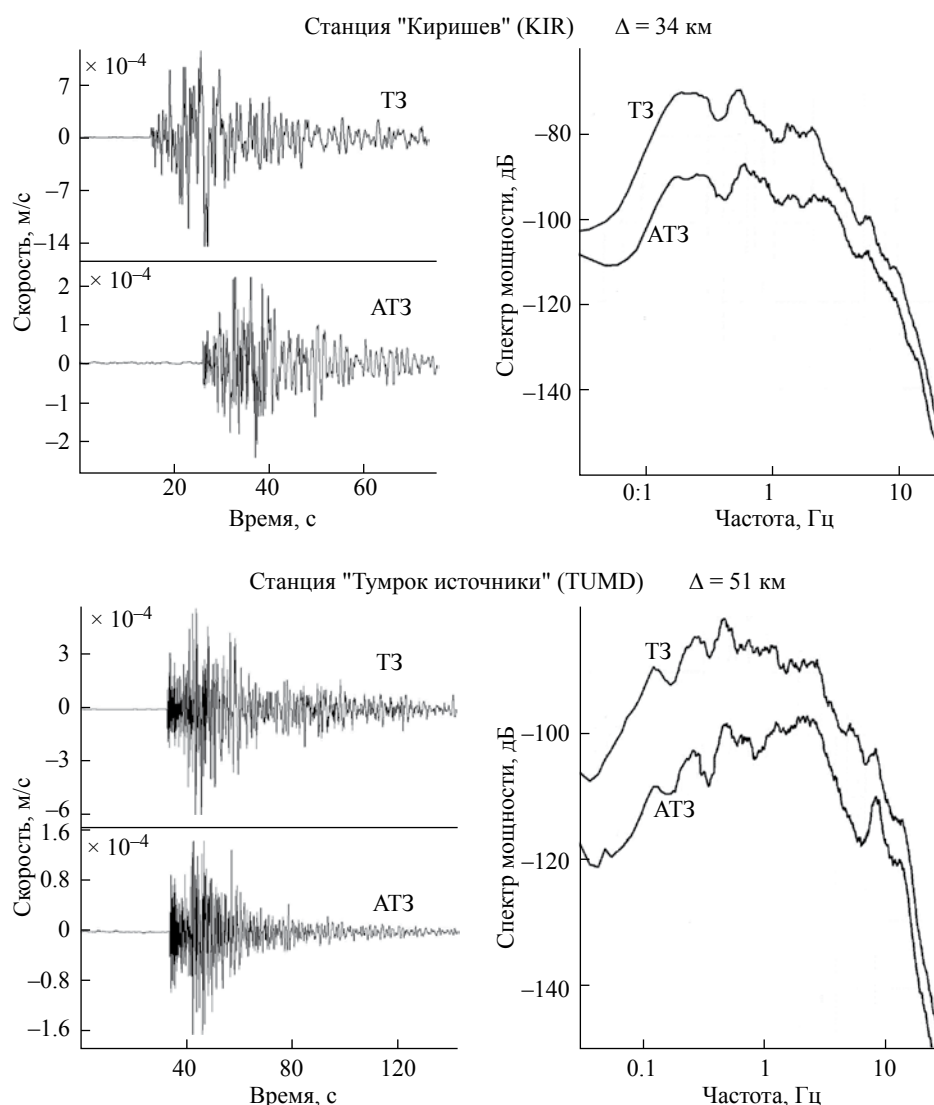 Станция "Киришев" (KIR) Δ = 34 км
× 10–4
7
0
–7
–14
ТЗ
× 10–4
2
1
0
–1
–2
АТЗ
Скорость, м/с
20 40 60
Время, с
–80
–100
–120
–140
ТЗ
АТЗ
Спектр мощности, дБ
0:1 1 10
Частота, Гц
Станция "Тумрок источники" (TUMD) Δ = 51 км
× 10–4
3
0
–3
–6
ТЗ
1.6
× 10–4
0.8
0
–0.8
–1.6
АТЗ
Скорость, м/с
Скорость, м/с
40 80 120
Время, с
–100
–120
–140
ТЗ
АТЗ
Спектр мощности, дБ
0.1 1 10
Частота, Гц